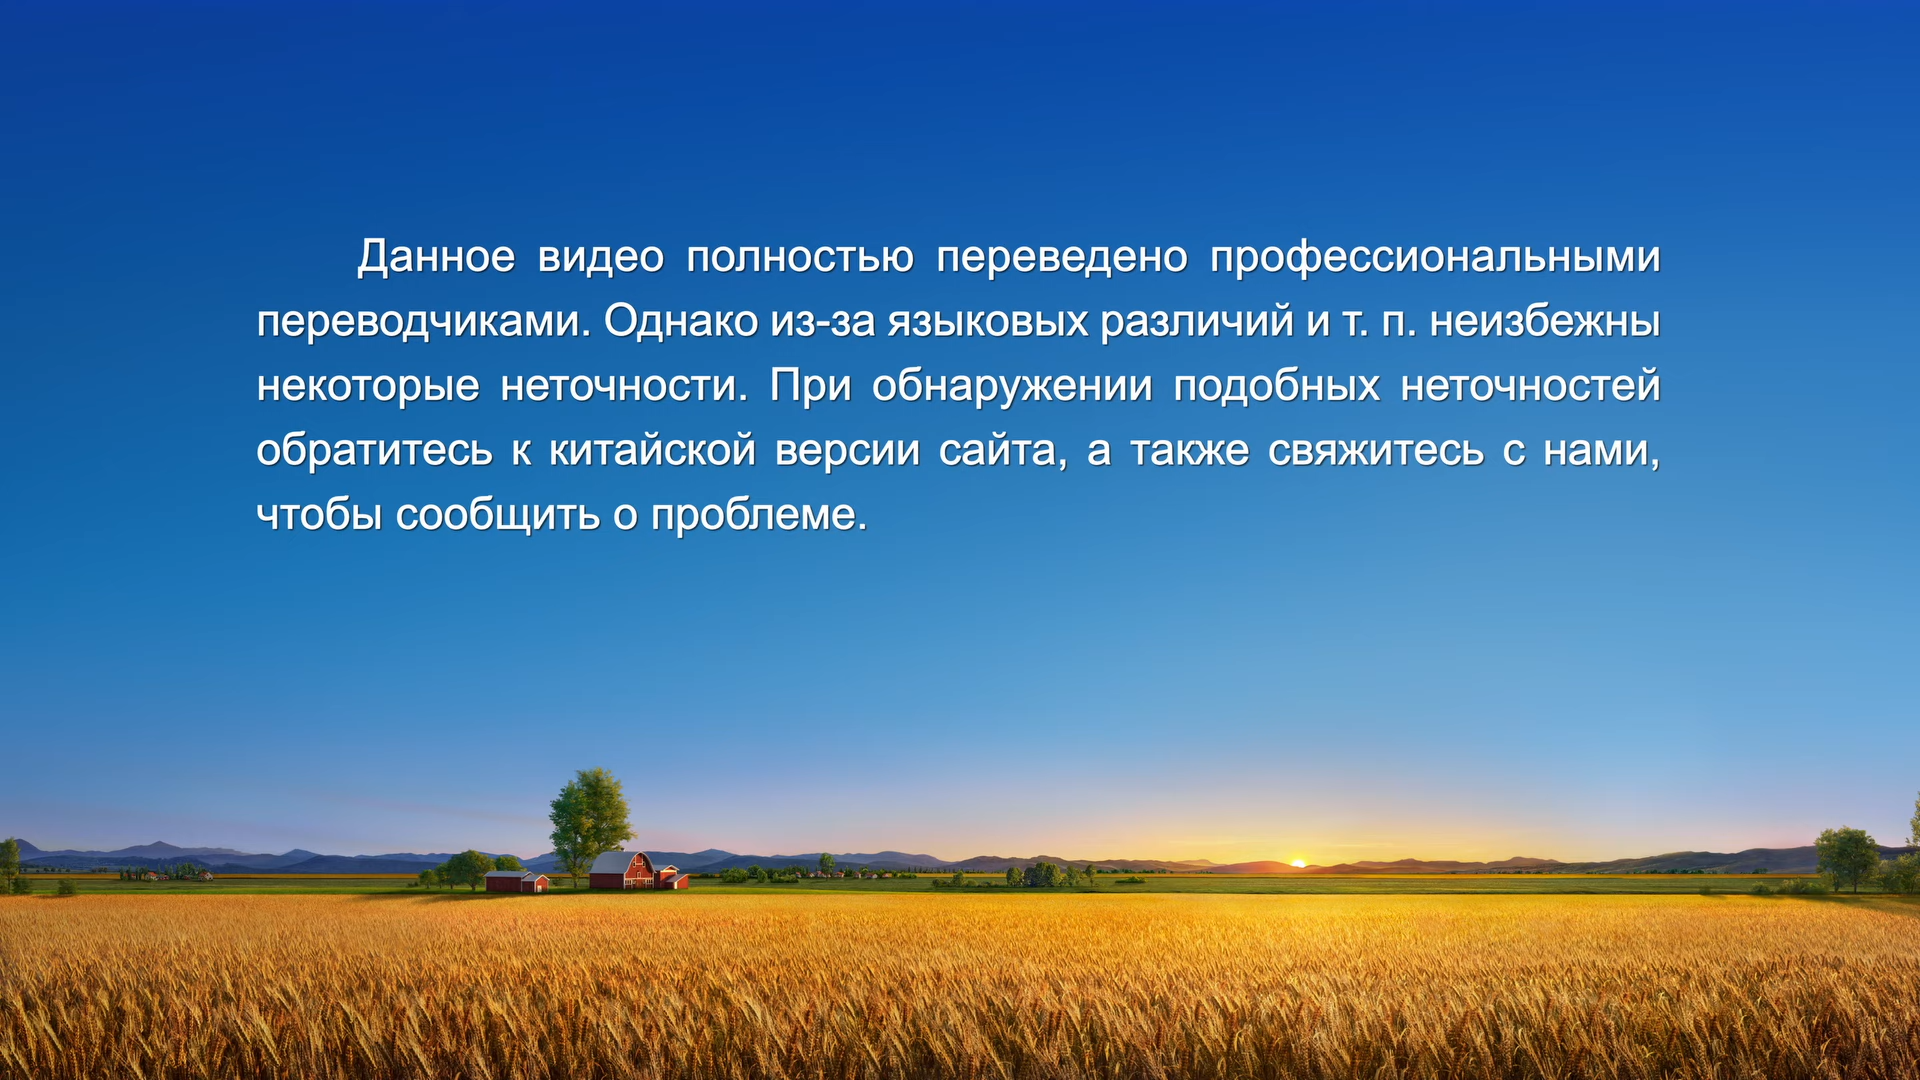 Данное видео полностью переведено профессиональными
переводчиками. Однако из-за языковых различий и т. п. неизбежны
некоторые неточности. При обнаружении подобных неточностей
обратитесь к китайской версии сайта, а также свяжитесь с нами,
чтобы сообщить о проблеме.